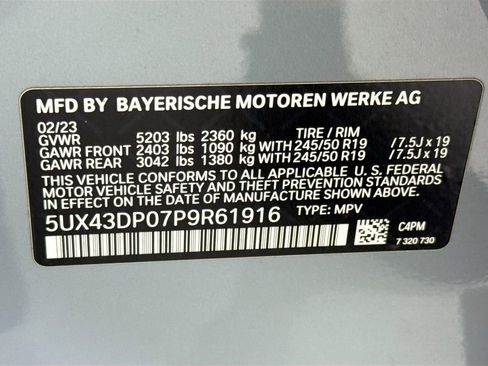 MFD BY BAYERISCHE MOTOREN WERKE AG
02/23 TIRE / RIM
GVWR 5203 lbs 2360 kg
GAWR FRONT 2403 lbs 1090 kg WITH 245/50 R19 / 7.5J x 19
GAWR REAR 3042 lbs 1380 kg WITH 245/50 R19 / 7.5J x 19
THIS VEHICLE CONFORMS TO ALL APPLICABLE U. S. FEDERAL
MOTOR VEHICLE SAFETY, BUMPER, AND THEFT PREVENTION STANDARDS
IN EFFECT ON THE DATE OF MANUFACTURE SHOWN ABOVE.
5UX43DP07P9R61916 TYPE: MPV
C4PM
7 320 730